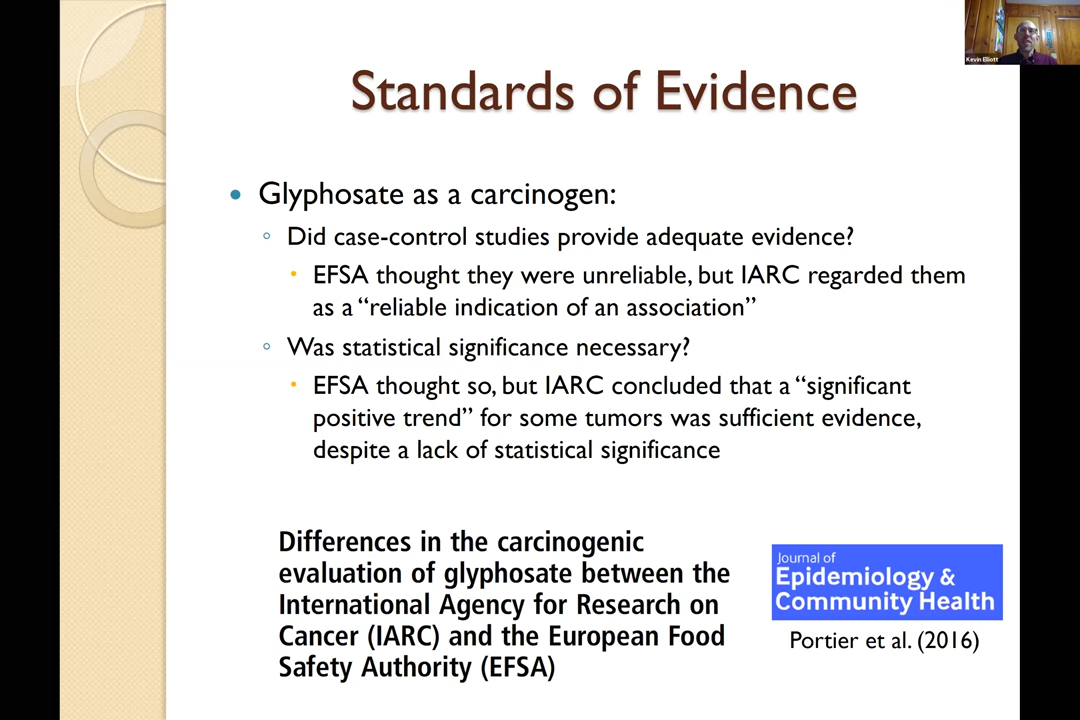 Kevin Elliott
Standards of Evidence
• Glyphosate as a carcinogen:
◦ Did case-control studies provide adequate evidence?
▪ EFSA thought they were unreliable, but IARC regarded them
as a “reliable indication of an association”
◦ Was statistical significance necessary?
▪ EFSA thought so, but IARC concluded that a “significant
positive trend” for some tumors was sufficient evidence,
despite a lack of statistical significance
Differences in the carcinogenic
evaluation of glyphosate between the
International Agency for Research on
Cancer (IARC) and the European Food
Safety Authority (EFSA)
Journal of
Epidemiology &
Community Health
Portier et al. (2016)